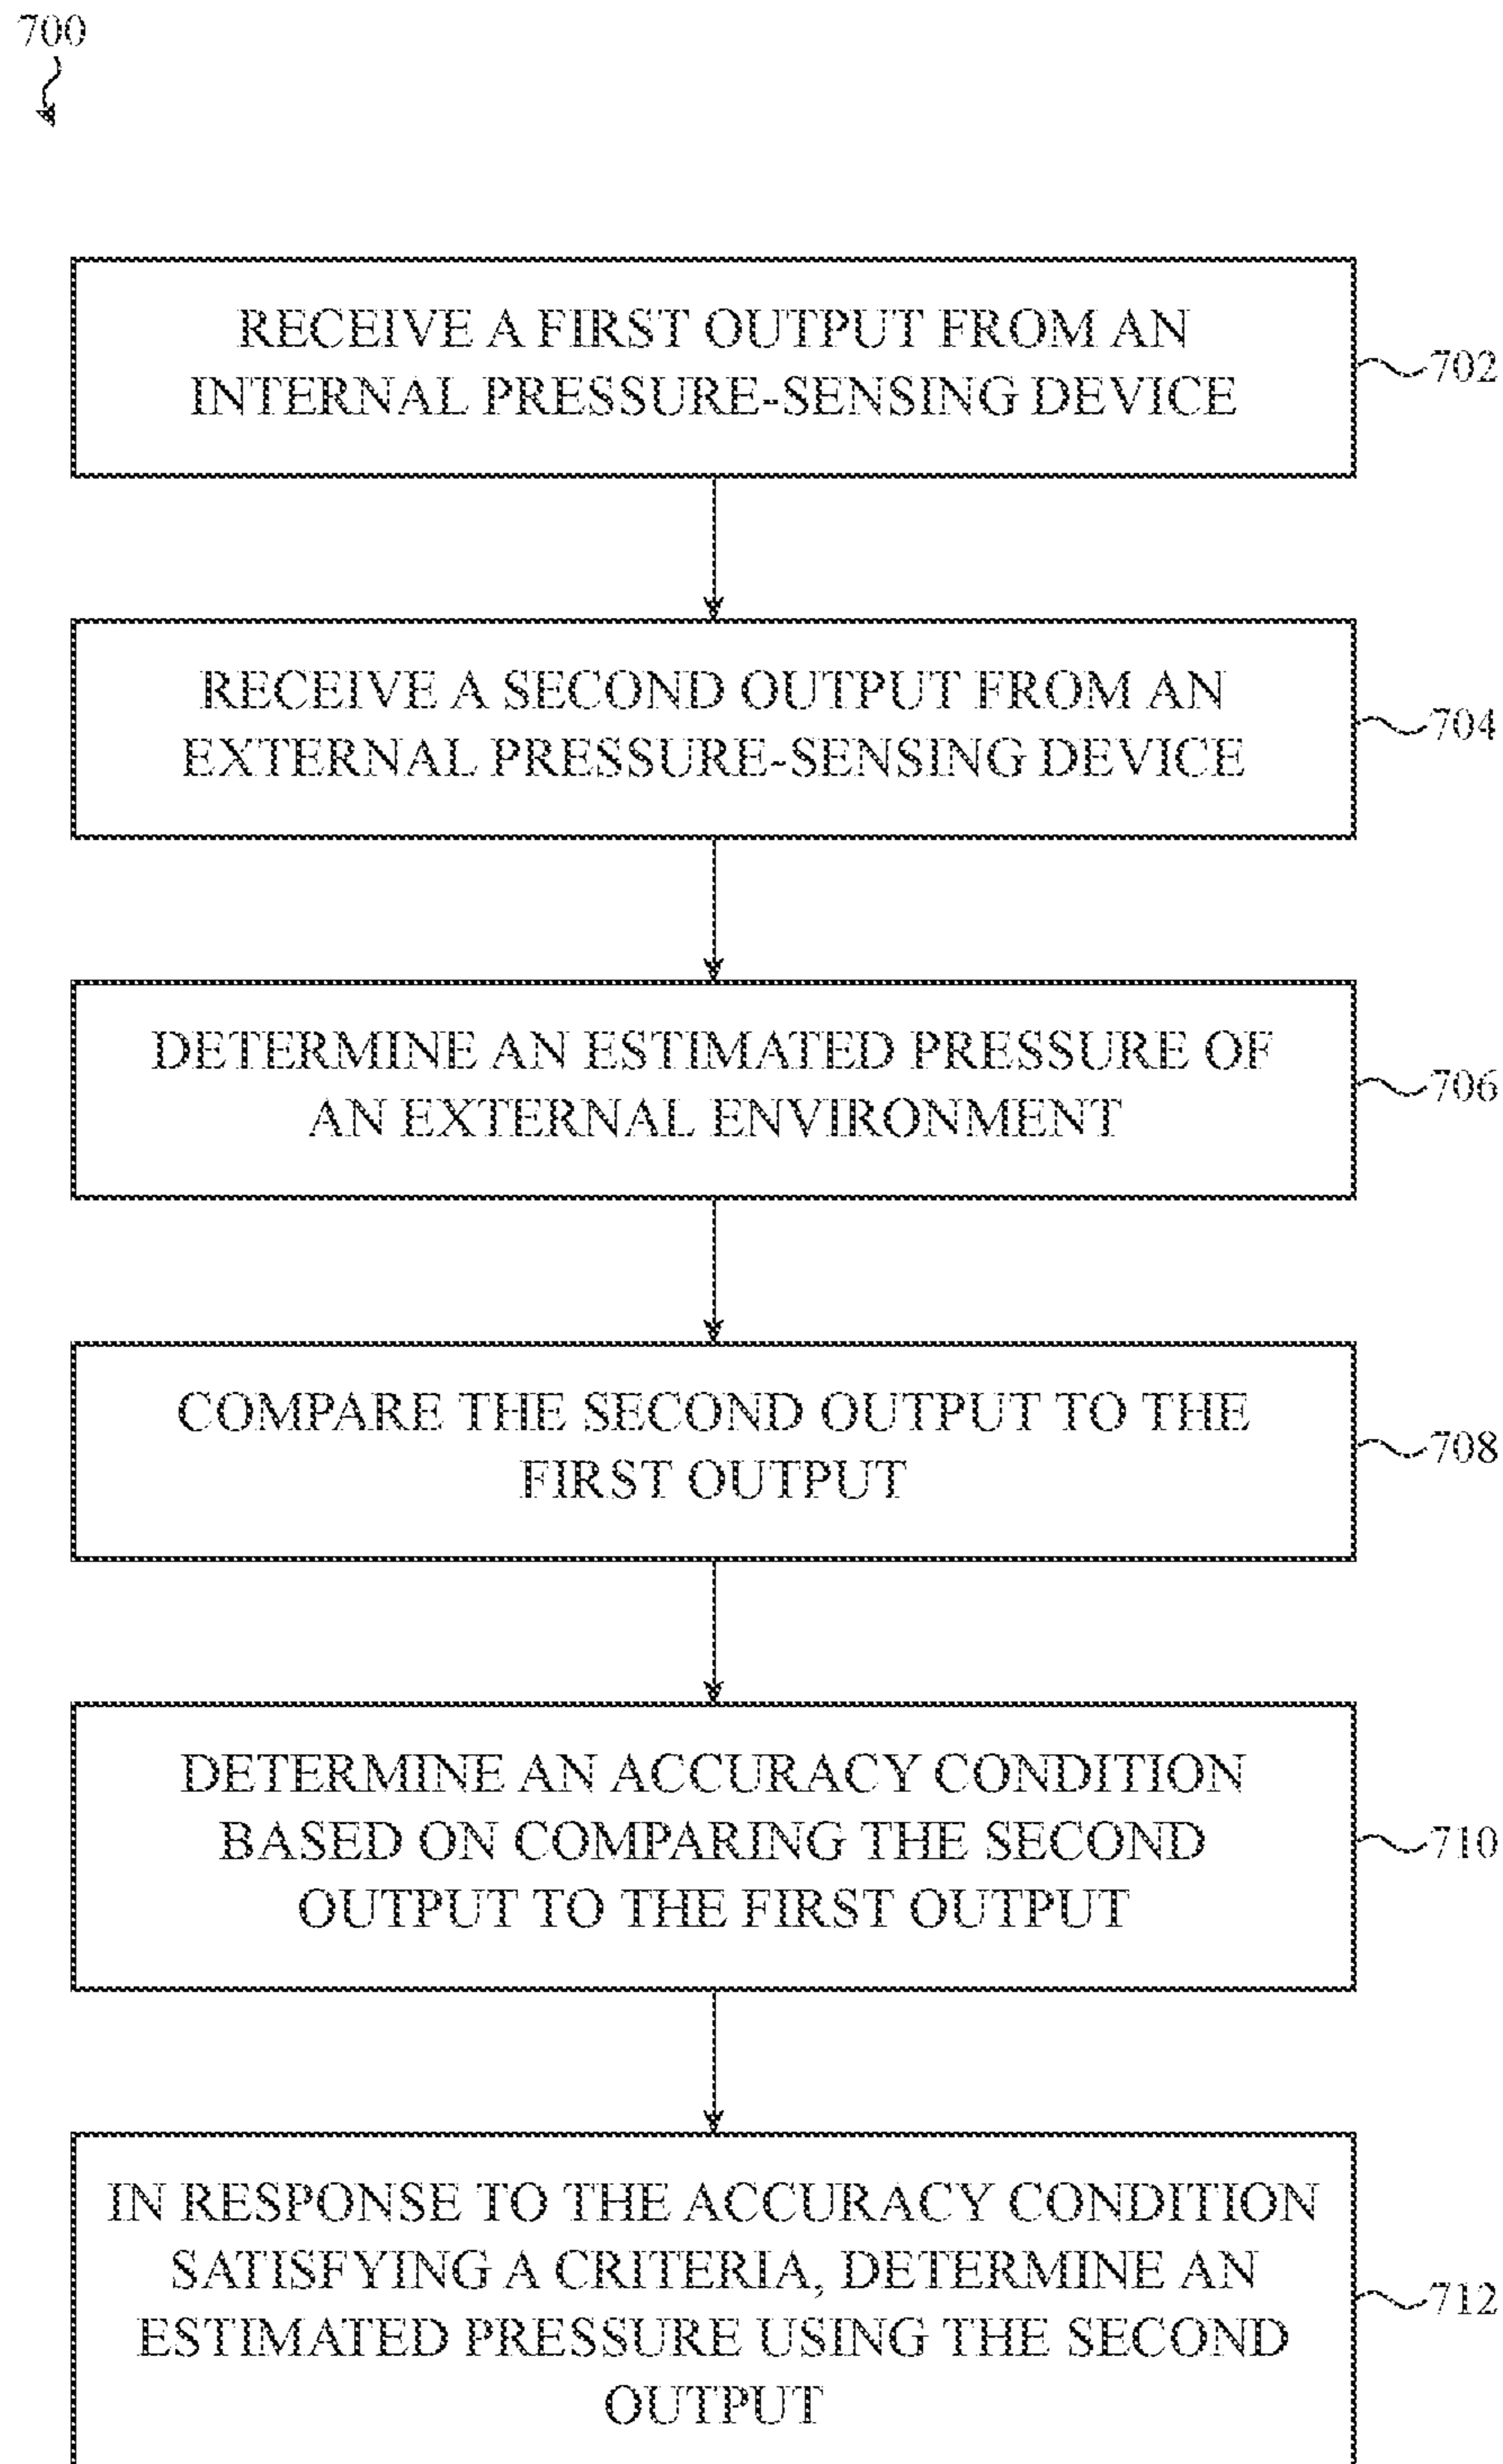 700
RECEIVE A FIRST OUTPUT FROM AN
INTERNAL PRESSURE-SENSING DEVICE
702
RECEIVE A SECOND OUTPUT FROM AN
EXTERNAL PRESSURE-SENSING DEVICE
704
DETERMINE AN ESTIMATED PRESSURE OF
AN EXTERNAL ENVIRONMENT
706
COMPARE THE SECOND OUTPUT TO THE
FIRST OUTPUT
708
DETERMINE AN ACCURACY CONDITION
BASED ON COMPARING THE SECOND
OUTPUT TO THE FIRST OUTPUT
710
IN RESPONSE TO THE ACCURACY CONDITION
SATISFYING A CRITERIA, DETERMINE AN
ESTIMATED PRESSURE USING THE SECOND
OUTPUT
712